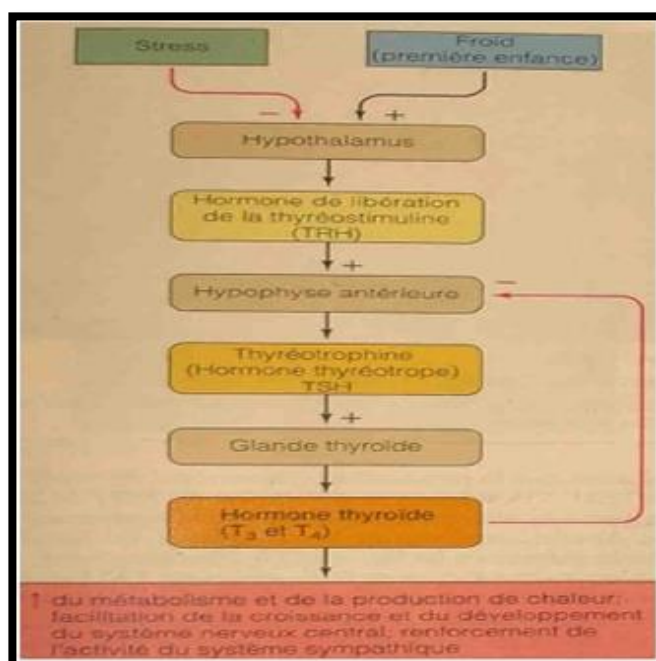 Stress
Froid
(première enfance)
−
+
Hypothalamus
Hormone de libération
de la thyréostimuline
(TRH)
+
−
Hypophyse antérieure
Thyréotrophine
(Hormone thyréotrope)
TSH
+
Glande thyroïde
Hormone thyroïde
(T₃ et T₄)
↑ du métabolisme et de la production de chaleur;
facilitation de la croissance et du développement
du système nerveux central; renforcement de
l'activité du système sympathique